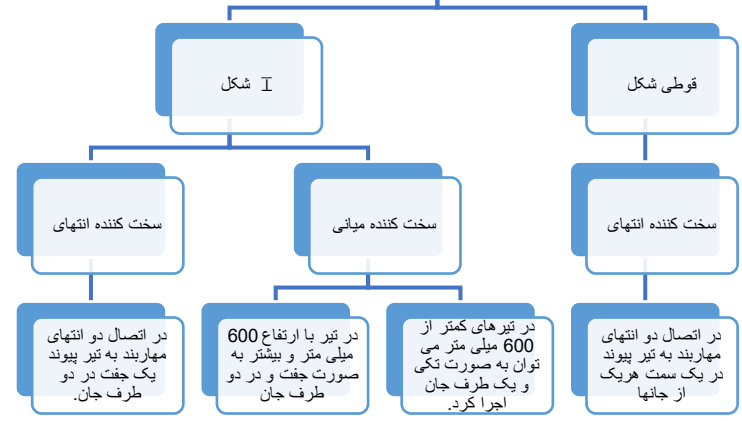 قوطی شکل
I شکل
سخت کننده انتهای
سخت کننده میانی
سخت کننده انتهای
در اتصال دو انتهای
مهاربند به تیر پیوند
در یک سمت هریک
از جانها
در تیرهای کمتر از
600 میلی متر می
توان به صورت تکی
و یک طرف جان
اجرا کرد.
در تیر با ارتفاع 600
میلی متر و بیشتر به
صورت جفت و در دو
طرف جان
در اتصال دو انتهای
مهاربند به تیر پیوند
یک جفت در دو
طرف جان.